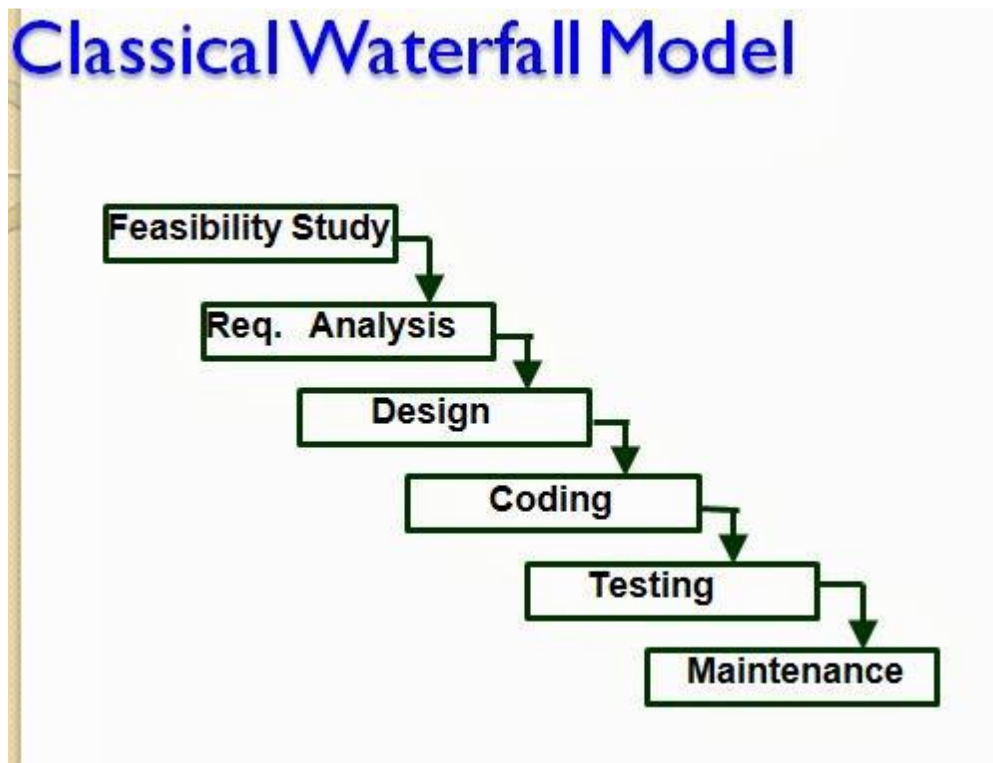 Classical Waterfall Model
Feasibility Study
Req. Analysis
Design
Coding
Testing
Maintenance